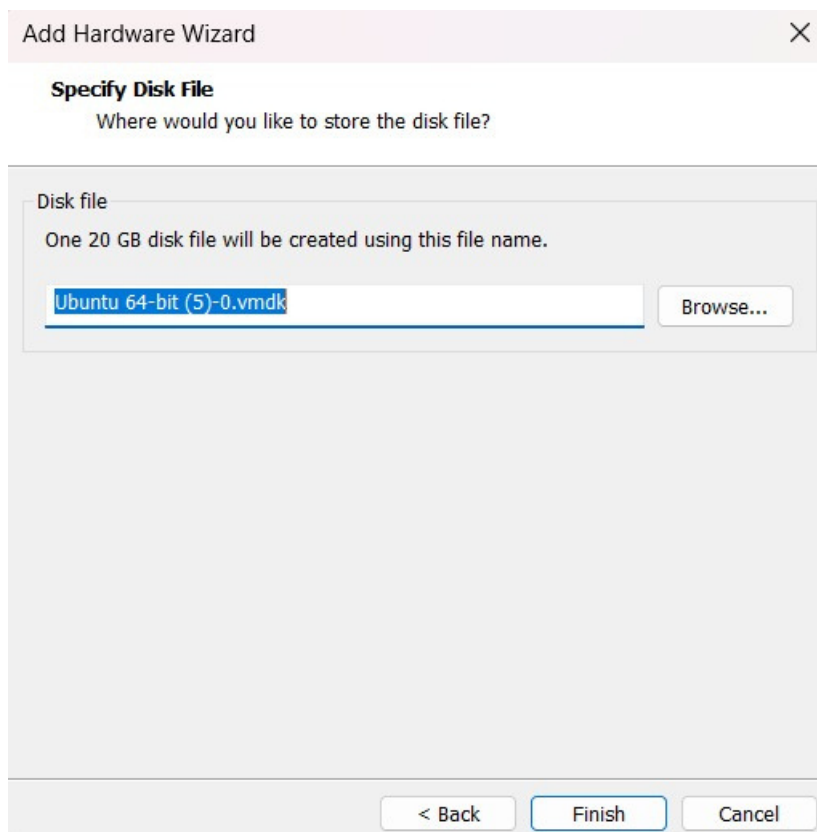 Add Hardware Wizard
Specify Disk File
Where would you like to store the disk file?
Disk file
One 20 GB disk file will be created using this file name.
Ubuntu 64-bit (5)-0.vmdk
Browse...
< Back
Finish
Cancel